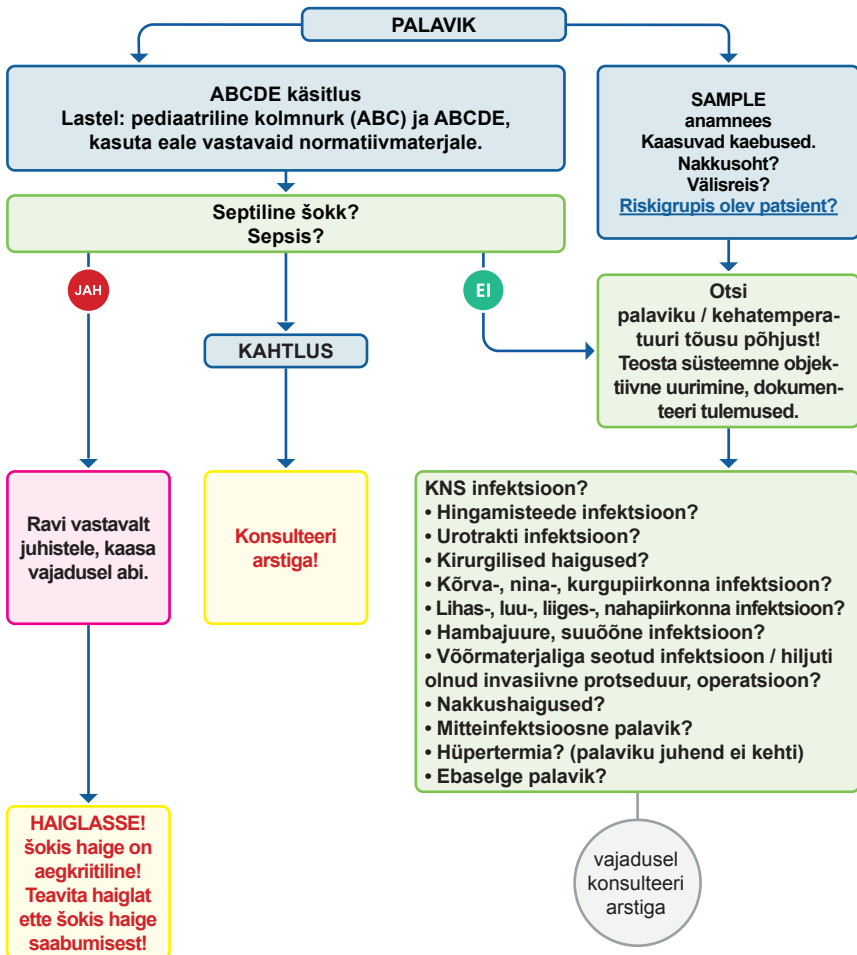 PALAVIK
ABCDE käsitlus
Lastel: pediaatriline kolmnurk (ABC) ja ABCDE,
kasuta eale vastavaid normatiivmaterjale.
SAMPLE
anamnees
Kaasuvad kaebused.
Nakkusoht?
Välisreis?
Riskigrupis olev patsient?
Septiline šokk?
Sepsis?
JAH
EI
KAHTLUS
Otsi
palaviku / kehatempera-
tuuri tõusu põhjust!
Teosta süsteemne objek-
tiivne uurimine, dokumen-
teeri tulemused.
Ravi vastavalt
juhistele, kaasa
vajadusel abi.
Konsulteeri
arstiga!
KNS infektsioon?
• Hingamisteede infektsioon?
• Urotrakti infektsioon?
• Kirurgilised haigused?
• Kõrva-, nina-, kurgupiirkonna infektsioon?
• Lihas-, luu-, liiges-, nahapiirkonna infektsioon?
• Hambajuure, suuõõne infektsioon?
• Võõrmaterjaliga seotud infektsioon / hiljuti
olnud invasiivne protseduur, operatsioon?
• Nakkushaigused?
• Mitteinfektsioosne palavik?
• Hüpertermia? (palaviku juhend ei kehti)
• Ebaselge palavik?
HAIGLASSE!
šokis haige on
aegkriitiline!
Teavita haiglat
ette šokis haige
saabumisest!
vajadusel
konsulteeri
arstiga